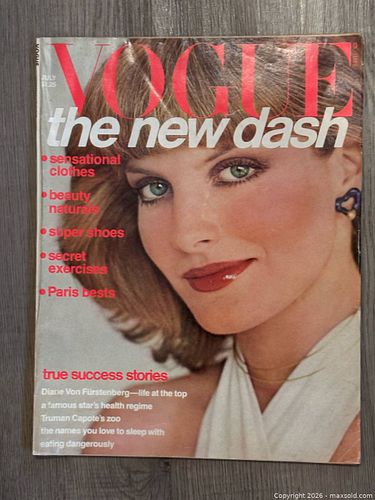 VOGUE
VOGUE
JULY
$1.25
the new dash
• sensational
clothes
• beauty
naturals
• super shoes
• secret
exercises
• Paris bests
true success stories
Diane Von Fürstenberg—life at the top
a famous star's health regime
Truman Capote's zoo
the names you love to sleep with
eating dangerously
Copyright 2026 - maxsold.com